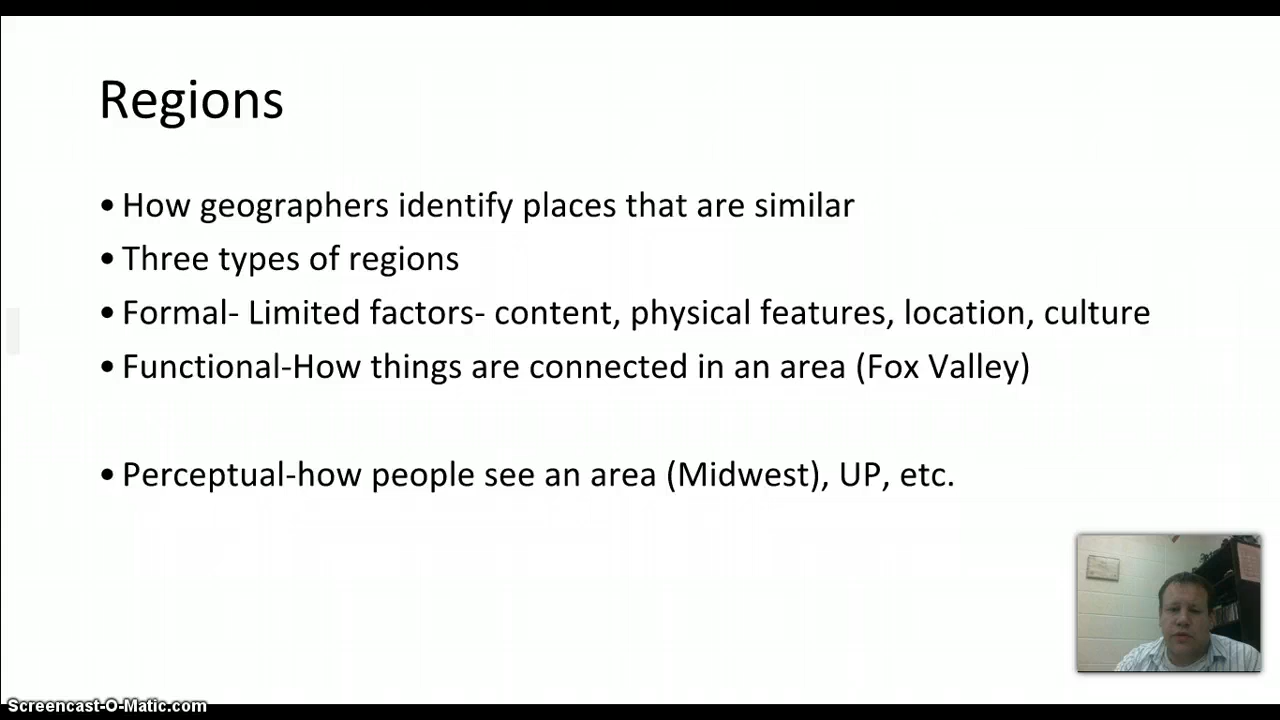 Regions
• How geographers identify places that are similar
• Three types of regions
• Formal- Limited factors- content, physical features, location, culture
• Functional-How things are connected in an area (Fox Valley)
• Perceptual-how people see an area (Midwest), UP, etc.
Screencast-O-Matic.com